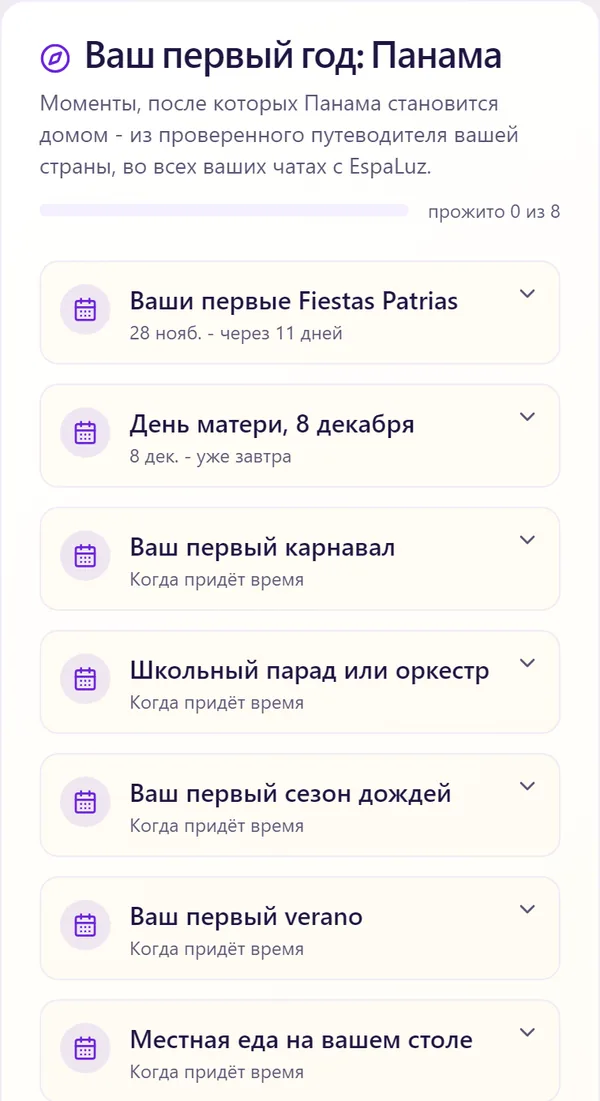 Ваш первый год: Панама
Моменты, после которых Панама становится
домом - из проверенного путеводителя вашей
страны, во всех ваших чатах с EspaLuz.
прожито 0 из 8
Ваши первые Fiestas Patrias
28 нояб. - через 11 дней
День матери, 8 декабря
8 дек. - уже завтра
Ваш первый карнавал
Когда придёт время
Школьный парад или оркестр
Когда придёт время
Ваш первый сезон дождей
Когда придёт время
Ваш первый verano
Когда придёт время
Местная еда на вашем столе
Когда придёт время